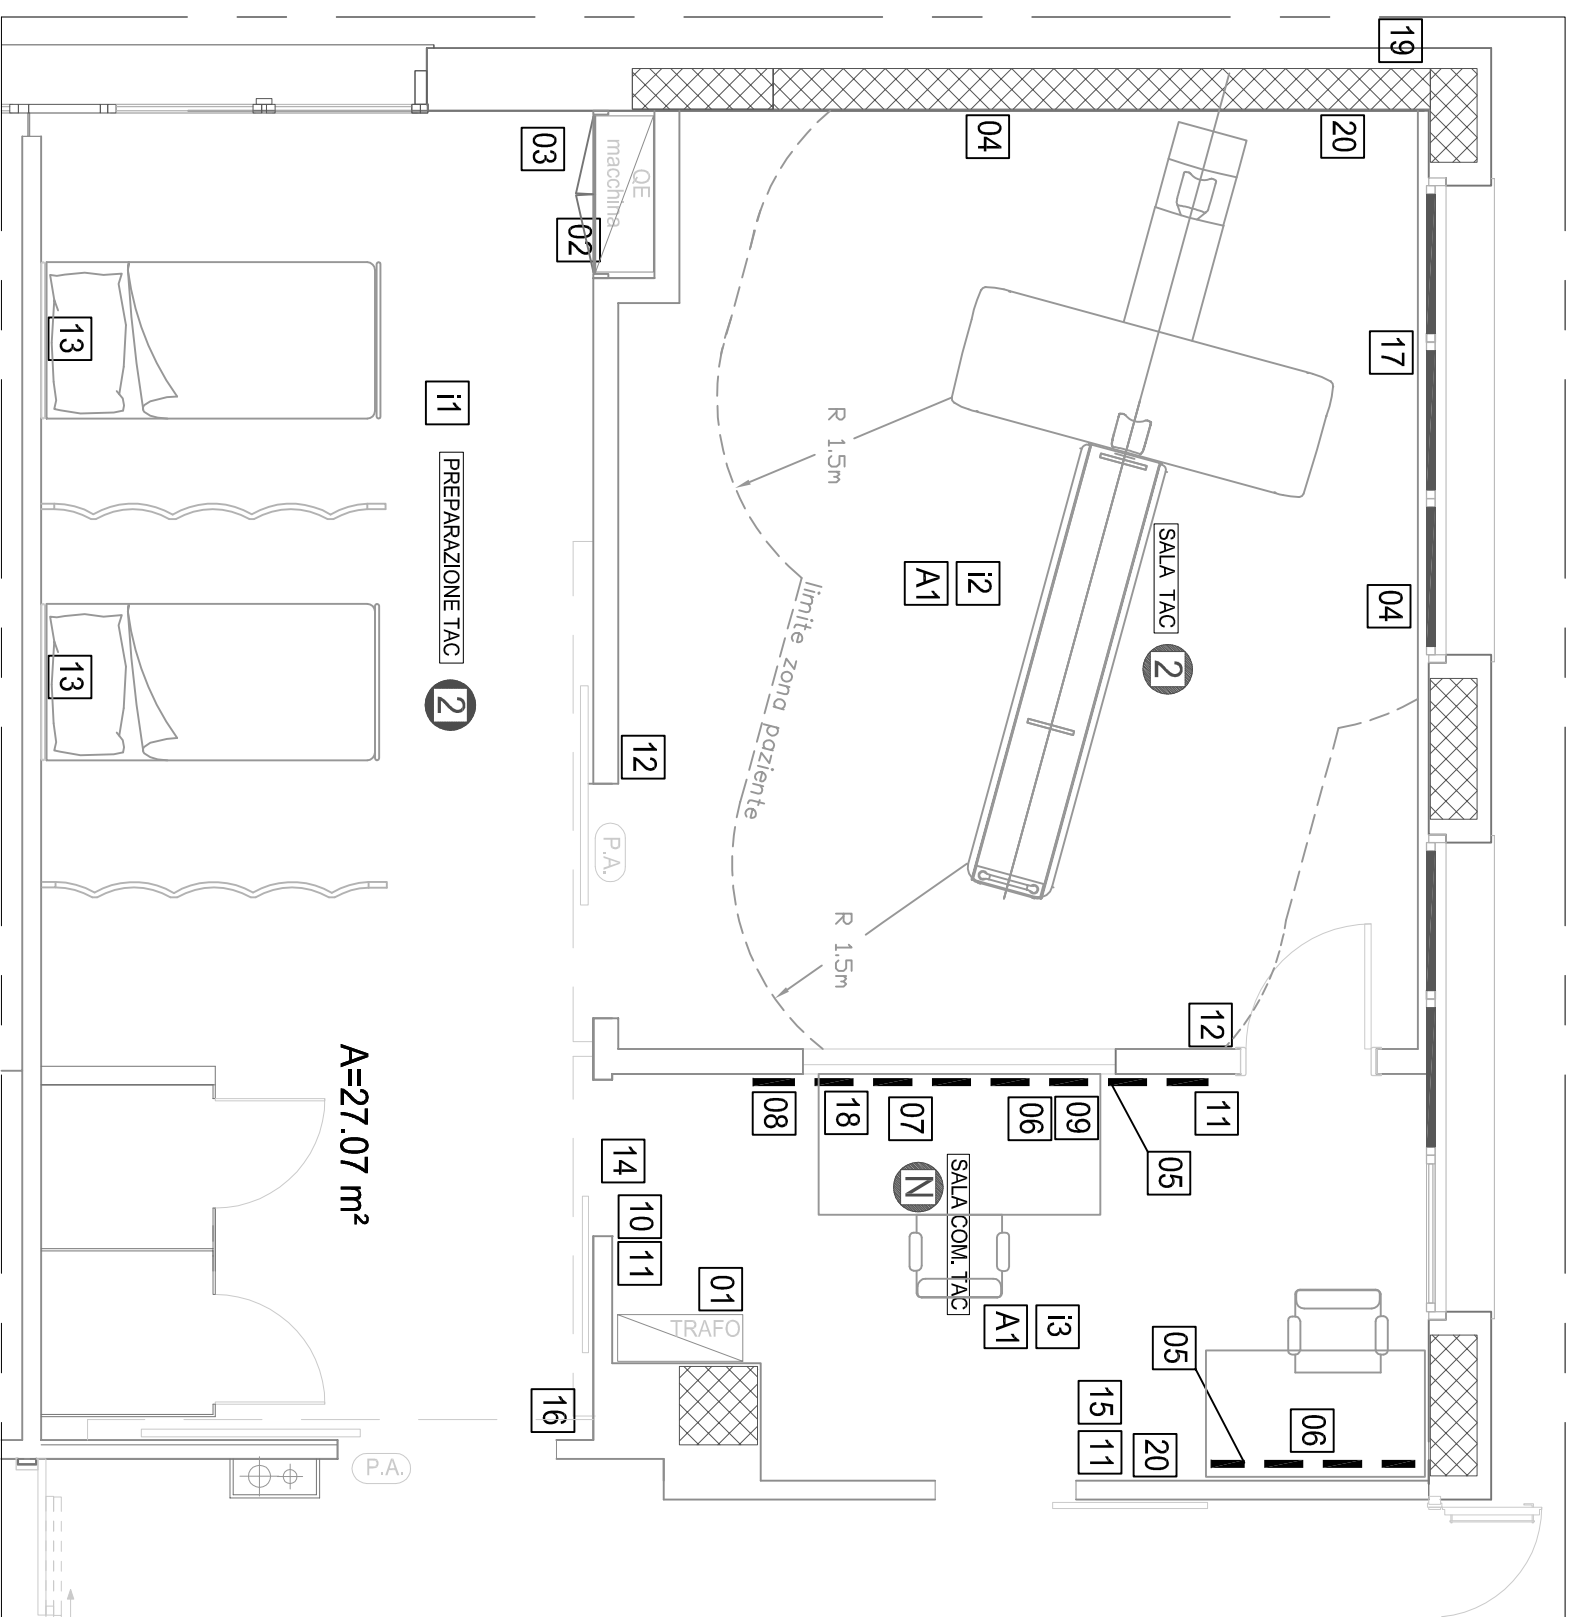 19
20
04
03
QE
macchina
02
17
13
i1
R 1.5m
PREPARAZIONE TAC
2
SALA TAC
2
i2
A1
04
limite zona paziente
13
12
P.A.
R 1.5m
12
A=27.07 m²
08
18
07
06
09
11
05
14
10
11
SALA COM. TAC
N
01
TRAFO
i3
A1
05
06
15
11
20
16
P.A.